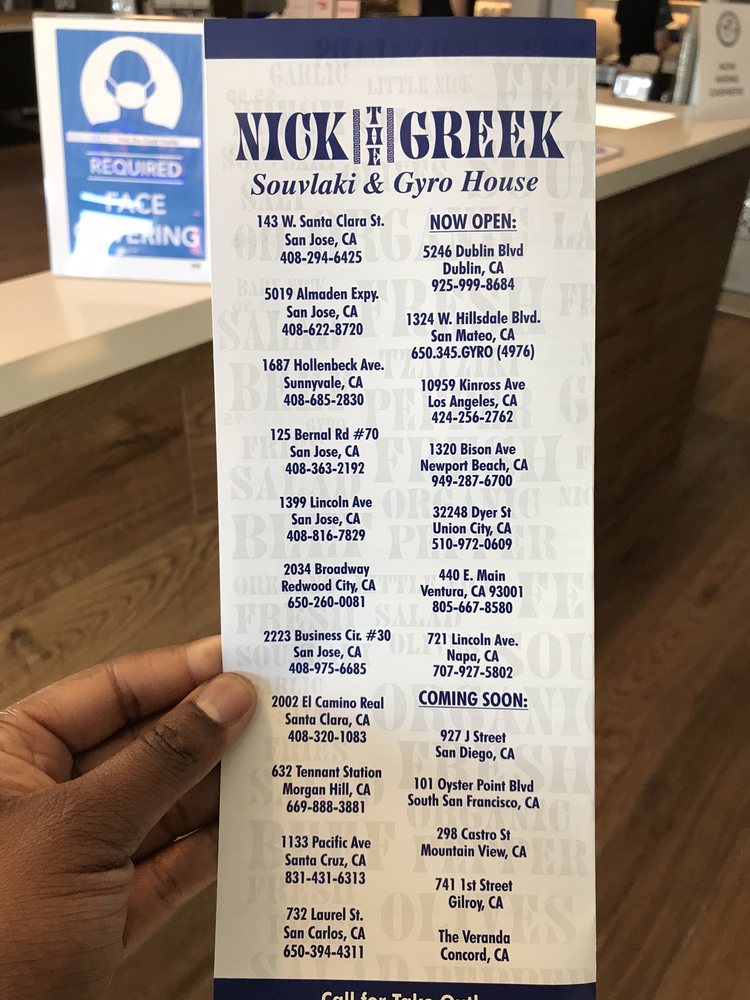 REQUIRED
FACE
NICK THE GREEK
Souvlaki & Gyro House
143 W. Santa Clara St.
San Jose, CA
408-294-6425
5019 Almaden Expy.
San Jose, CA
408-622-8720
1687 Hollenbeck Ave.
Sunnyvale, CA
408-685-2830
125 Bernal Rd #70
San Jose, CA
408-363-2192
1399 Lincoln Ave
San Jose, CA
408-816-7829
2034 Broadway
Redwood City, CA
650-260-0081
2223 Business Cir. #30
San Jose, CA
408-975-6685
2002 El Camino Real
Santa Clara, CA
408-320-1083
632 Tennant Station
Morgan Hill, CA
669-888-3881
1133 Pacific Ave
Santa Cruz, CA
831-431-6313
732 Laurel St.
San Carlos, CA
650-394-4311
NOW OPEN:
5246 Dublin Blvd
Dublin, CA
925-999-8684
1324 W. Hillsdale Blvd.
San Mateo, CA
650.345.GYRO (4976)
10959 Kinross Ave
Los Angeles, CA
424-256-2762
1320 Bison Ave
Newport Beach, CA
949-287-6700
32248 Dyer St
Union City, CA
510-972-0609
440 E. Main
Ventura, CA 93001
805-667-8580
721 Lincoln Ave.
Napa, CA
707-927-5802
COMING SOON:
927 J Street
San Diego, CA
101 Oyster Point Blvd
South San Francisco, CA
298 Castro St
Mountain View, CA
741 1st Street
Gilroy, CA
The Veranda
Concord, CA
Call for Take Out!